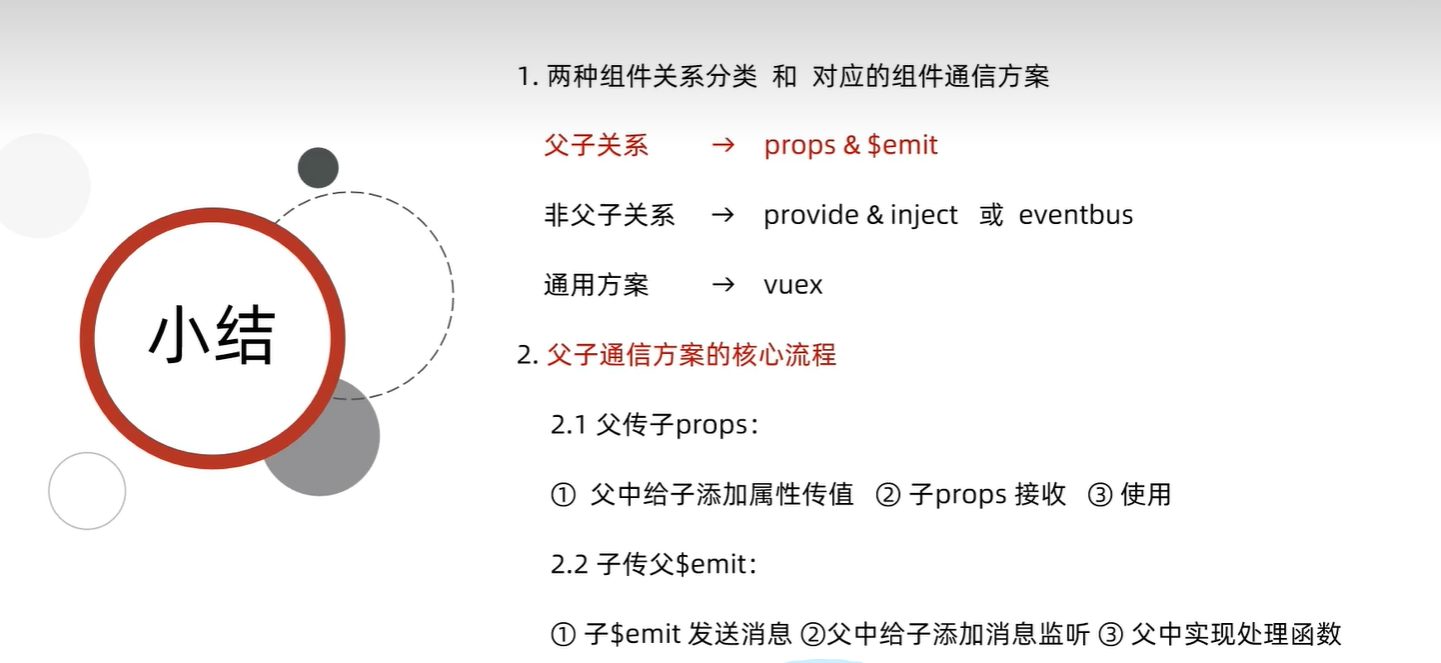 小结
1. 两种组件关系分类 和 对应的组件通信方案
父子关系 → props & $emit
非父子关系 → provide & inject 或 eventbus
通用方案 → vuex
2. 父子通信方案的核心流程
2.1 父传子props：
① 父中给子添加属性传值 ② 子props 接收 ③ 使用
2.2 子传父$emit：
① 子$emit 发送消息 ②父中给子添加消息监听 ③ 父中实现处理函数